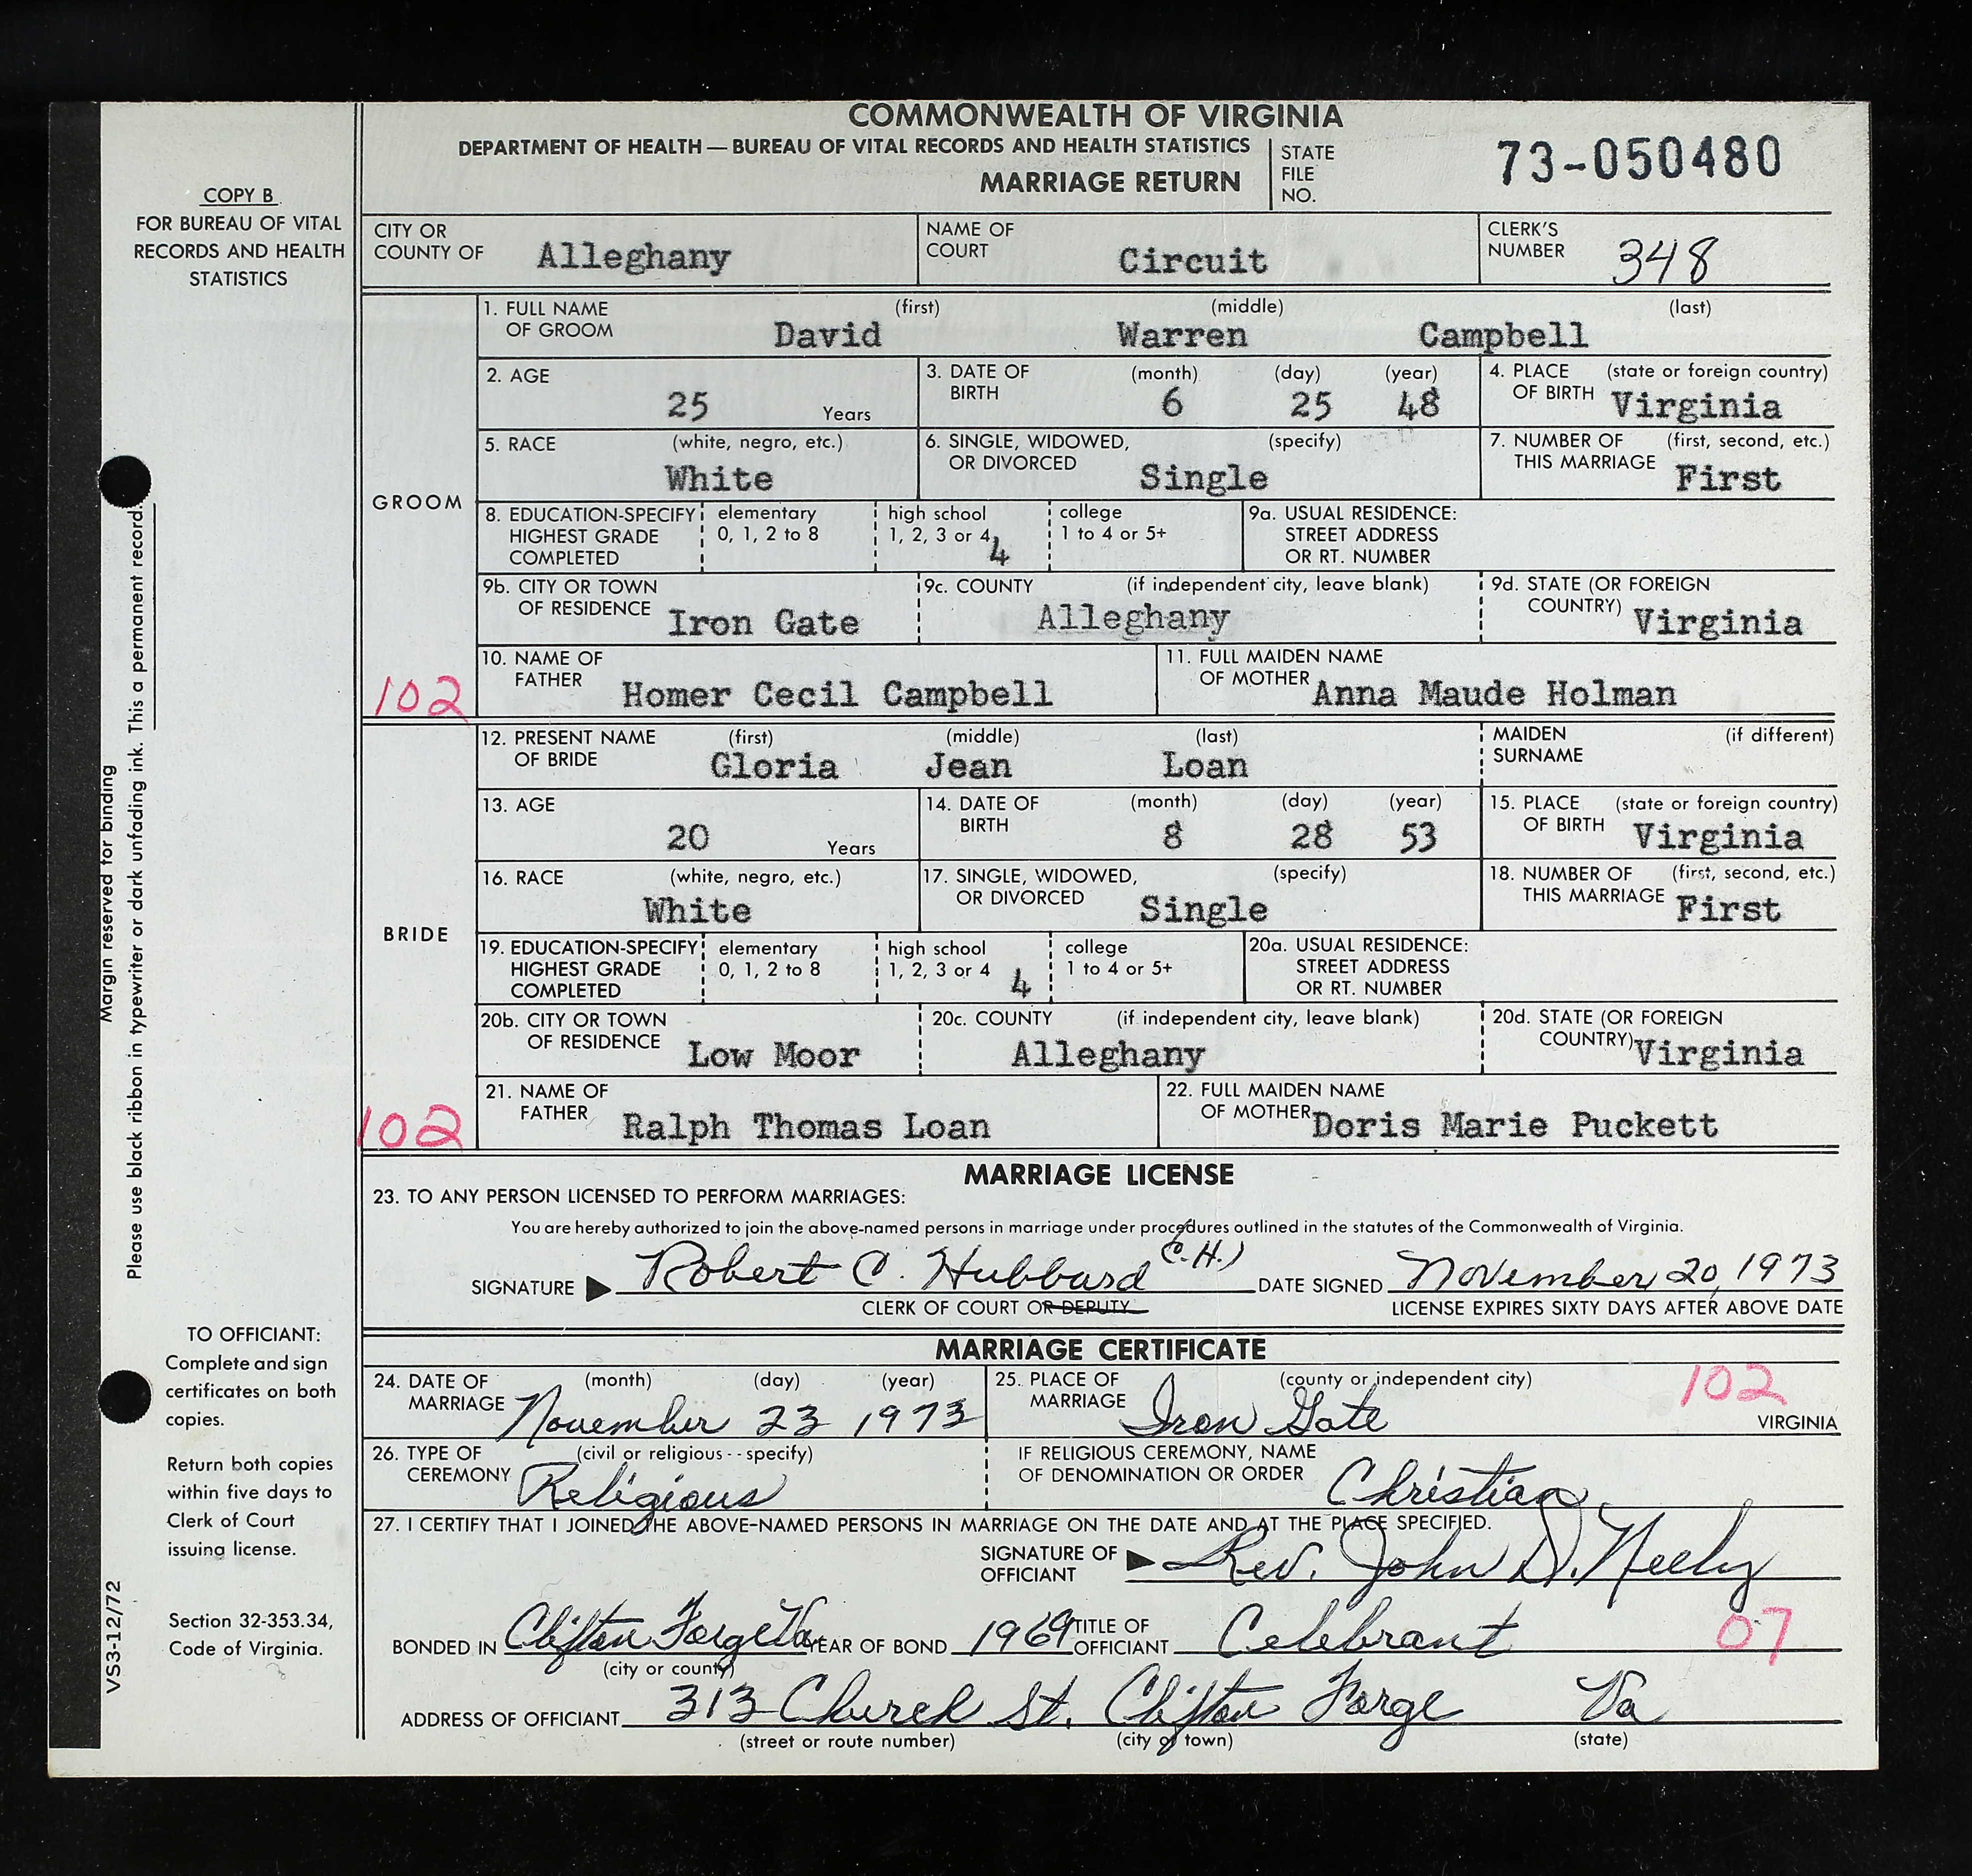 COMMONWEALTH OF VIRGINIA
DEPARTMENT OF HEALTH — BUREAU OF VITAL RECORDS AND HEALTH STATISTICS
MARRIAGE RETURN
STATE FILE NO. 73-050480
COPY B
FOR BUREAU OF VITAL
RECORDS AND HEALTH
STATISTICS
CITY OR COUNTY OF Alleghany
NAME OF COURT Circuit
CLERK'S NUMBER 348
GROOM
1. FULL NAME OF GROOM (first) David (middle) Warren (last) Campbell
2. AGE 25 Years
3. DATE OF BIRTH (month) 6 (day) 25 (year) 48
4. PLACE OF BIRTH (state or foreign country) Virginia
5. RACE (white, negro, etc.) White
6. SINGLE, WIDOWED, OR DIVORCED (specify) Single
7. NUMBER OF THIS MARRIAGE (first, second, etc.) First
8. EDUCATION-SPECIFY HIGHEST GRADE COMPLETED
elementary 0, 1, 2 to 8
high school 1, 2, 3 or 4 4
college 1 to 4 or 5+
9a. USUAL RESIDENCE: STREET ADDRESS OR RT. NUMBER
9b. CITY OR TOWN OF RESIDENCE Iron Gate
9c. COUNTY (if independent city, leave blank) Alleghany
9d. STATE (OR FOREIGN COUNTRY) Virginia
102
10. NAME OF FATHER Homer Cecil Campbell
11. FULL MAIDEN NAME OF MOTHER Anna Maude Holman
BRIDE
12. PRESENT NAME OF BRIDE (first) Gloria (middle) Jean (last) Loan
MAIDEN SURNAME (if different)
13. AGE 20 Years
14. DATE OF BIRTH (month) 8 (day) 28 (year) 53
15. PLACE OF BIRTH (state or foreign country) Virginia
16. RACE (white, negro, etc.) White
17. SINGLE, WIDOWED, OR DIVORCED (specify) Single
18. NUMBER OF THIS MARRIAGE (first, second, etc.) First
19. EDUCATION-SPECIFY HIGHEST GRADE COMPLETED
elementary 0, 1, 2 to 8
high school 1, 2, 3 or 4 4
college 1 to 4 or 5+
20a. USUAL RESIDENCE: STREET ADDRESS OR RT. NUMBER
20b. CITY OR TOWN OF RESIDENCE Low Moor
20c. COUNTY (if independent city, leave blank) Alleghany
20d. STATE (OR FOREIGN COUNTRY) Virginia
102
21. NAME OF FATHER Ralph Thomas Loan
22. FULL MAIDEN NAME OF MOTHER Doris Marie Puckett
MARRIAGE LICENSE
23. TO ANY PERSON LICENSED TO PERFORM MARRIAGES:
You are hereby authorized to join the above-named persons in marriage under procedures outlined in the statutes of the Commonwealth of Virginia.
SIGNATURE Robert C. Hubbard (C.H.) DATE SIGNED November 20, 1973
CLERK OF COURT OR DEPUTY
LICENSE EXPIRES SIXTY DAYS AFTER ABOVE DATE
MARRIAGE CERTIFICATE
24. DATE OF MARRIAGE (month) (day) (year) November 23 1973
25. PLACE OF MARRIAGE (county or independent city) Iron Gate 102 VIRGINIA
26. TYPE OF CEREMONY (civil or religious - - specify) Religious
IF RELIGIOUS CEREMONY, NAME OF DENOMINATION OR ORDER Christian
27. I CERTIFY THAT I JOINED THE ABOVE-NAMED PERSONS IN MARRIAGE ON THE DATE AND AT THE PLACE SPECIFIED.
SIGNATURE OF OFFICIANT Rev. John D. Neely
BONDED IN Clifton Forge Va YEAR OF BOND 1969 TITLE OF OFFICIANT Celebrant 07
(city or county)
ADDRESS OF OFFICIANT 313 Church St. Clifton Forge Va
(street or route number) (city or town) (state)
Margin reserved for binding
Please use black ribbon in typewriter or dark unfading ink. This a permanent record.
TO OFFICIANT:
Complete and sign
certificates on both
copies.
Return both copies
within five days to
Clerk of Court
issuing license.
Section 32-353.34,
Code of Virginia.
VS3-12/72